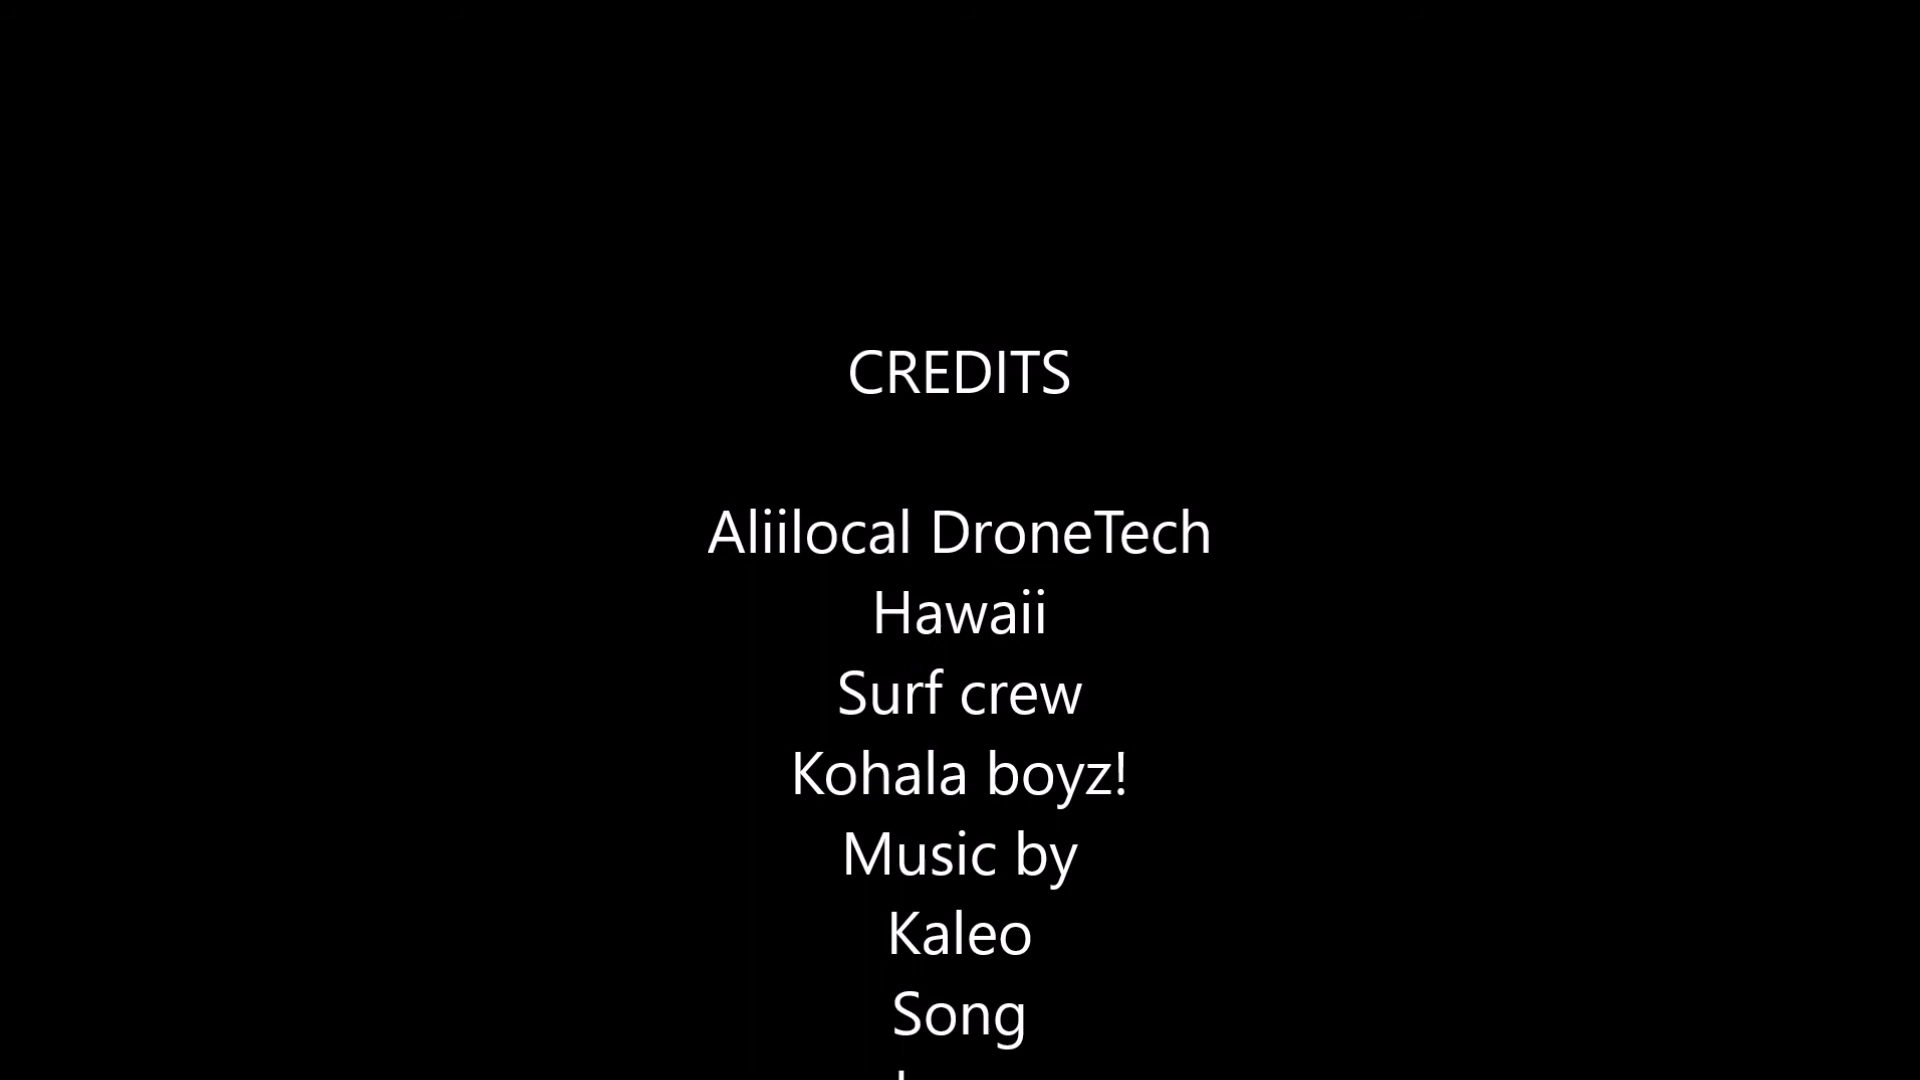 CREDITS
Aliilocal DroneTech
Hawaii
Surf crew
Kohala boyz!
Music by
Kaleo
Song